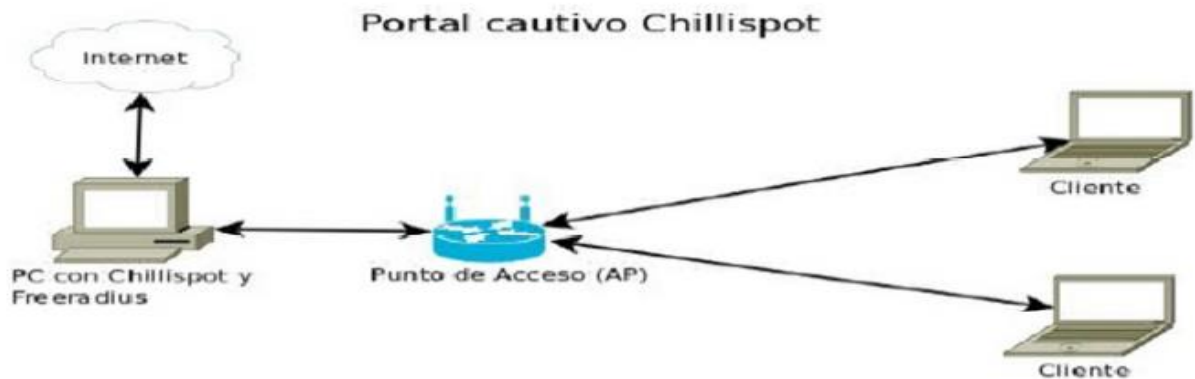 Portal cautivo Chillispot
Internet
Cliente
PC con Chillispot y
Freeradius
Punto de Acceso (AP)
Cliente